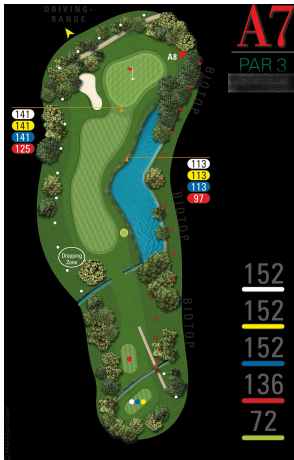 DRIVING-
RANGE
A7
PAR 3
A8
BIOTOP
141
141
141
125
113
113
113
97
BIOTOP
Dropping
Zone
BIOTOP
152
152
152
136
72